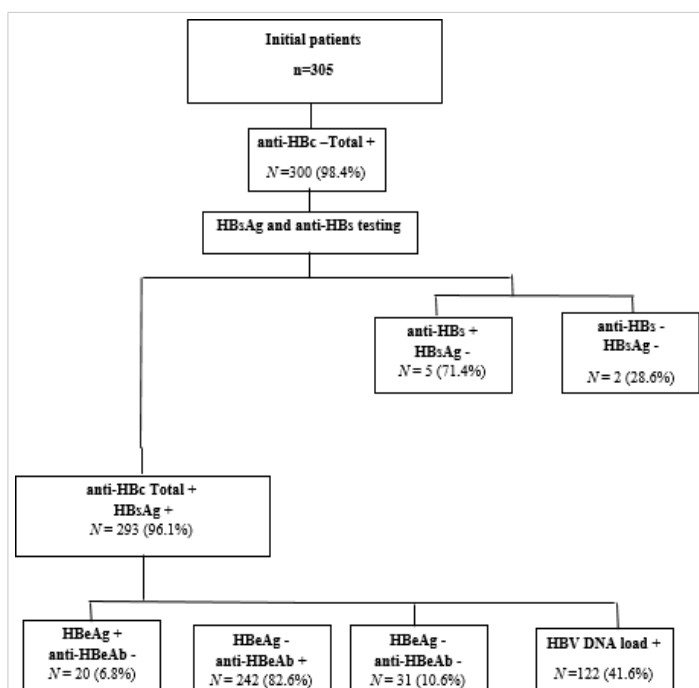 Initial patients
n=305
anti-HBc –Total +
N=300 (98.4%)
HBsAg and anti-HBs testing
anti-HBs +
HBsAg -
N= 5 (71.4%)
anti-HBs -
HBsAg -
N= 2 (28.6%)
anti-HBc Total +
HBsAg +
N= 293 (96.1%)
HBeAg +
anti-HBeAb -
N= 20 (6.8%)
HBeAg -
anti-HBeAb +
N= 242 (82.6%)
HBeAg -
anti-HBeAb -
N= 31 (10.6%)
HBV DNA load +
N=122 (41.6%)